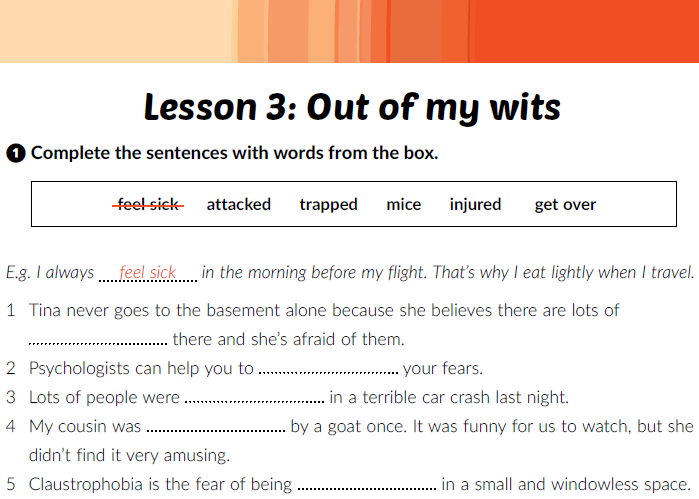 Lesson 3: Out of my wits
1 Complete the sentences with words from the box.
feel sick attacked trapped mice injured get over
E.g. I always feel sick in the morning before my flight. That's why I eat lightly when I travel.
1 Tina never goes to the basement alone because she believes there are lots of
........................................ there and she's afraid of them.
2 Psychologists can help you to ........................................ your fears.
3 Lots of people were ........................................ in a terrible car crash last night.
4 My cousin was ........................................ by a goat once. It was funny for us to watch, but she
didn't find it very amusing.
5 Claustrophobia is the fear of being ........................................ in a small and windowless space.